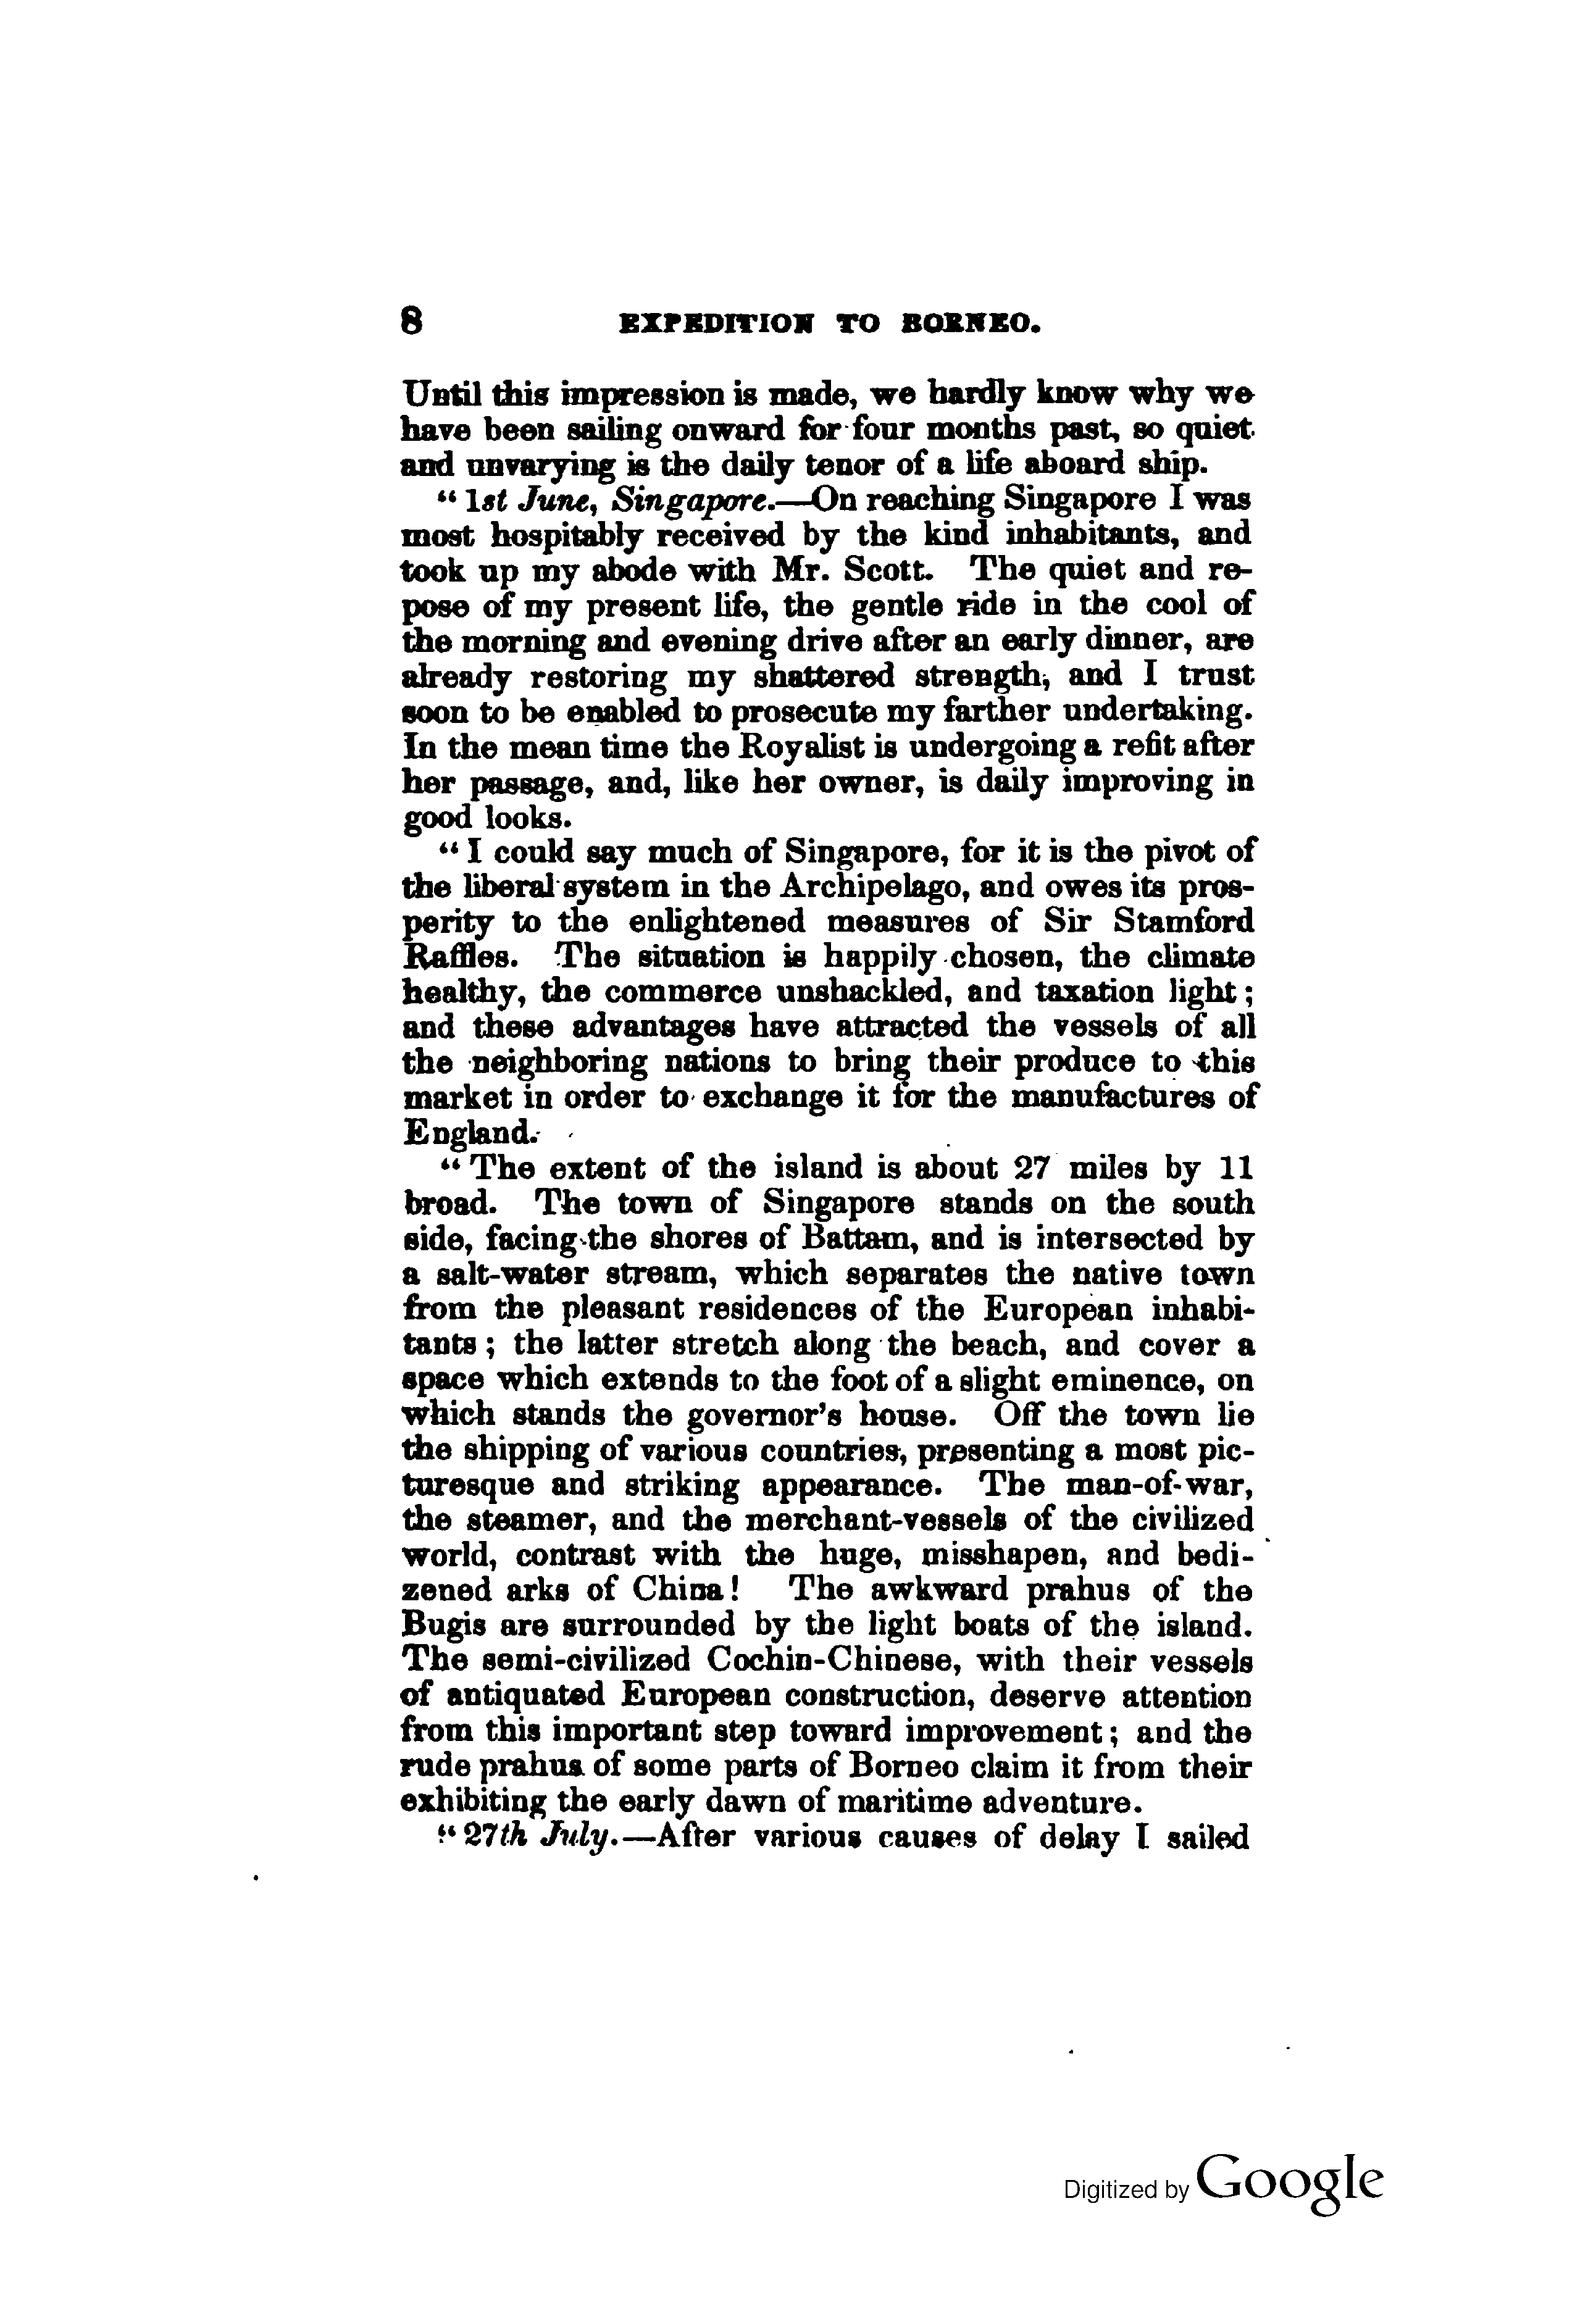 8 EXPEDITION TO BORNEO.
Until this impression is made, we hardly know why we
have been sailing onward for four months past, so quiet
and unvarying is the daily tenor of a life aboard ship.
“ 1st June, Singapore.—On reaching Singapore I was
most hospitably received by the kind inhabitants, and
took up my abode with Mr. Scott. The quiet and re-
pose of my present life, the gentle ride in the cool of
the morning and evening drive after an early dinner, are
already restoring my shattered strength, and I trust
soon to be enabled to prosecute my farther undertaking.
In the mean time the Royalist is undergoing a refit after
her passage, and, like her owner, is daily improving in
good looks.
“ I could say much of Singapore, for it is the pivot of
the liberal system in the Archipelago, and owes its pros-
perity to the enlightened measures of Sir Stamford
Raffles. The situation is happily chosen, the climate
healthy, the commerce unshackled, and taxation light ;
and these advantages have attracted the vessels of all
the neighboring nations to bring their produce to this
market in order to exchange it for the manufactures of
England.
“ The extent of the island is about 27 miles by 11
broad. The town of Singapore stands on the south
side, facing the shores of Battam, and is intersected by
a salt-water stream, which separates the native town
from the pleasant residences of the European inhabi-
tants ; the latter stretch along the beach, and cover a
space which extends to the foot of a slight eminence, on
which stands the governor’s house. Off the town lie
the shipping of various countries, presenting a most pic-
turesque and striking appearance. The man-of-war,
the steamer, and the merchant-vessels of the civilized
world, contrast with the huge, misshapen, and bedi-
zened arks of China! The awkward prahus of the
Bugis are surrounded by the light boats of the island.
The semi-civilized Cochin-Chinese, with their vessels
of antiquated European construction, deserve attention
from this important step toward improvement ; and the
rude prahus of some parts of Borneo claim it from their
exhibiting the early dawn of maritime adventure.
“ 27th July.—After various causes of delay I sailed
Digitized by Google